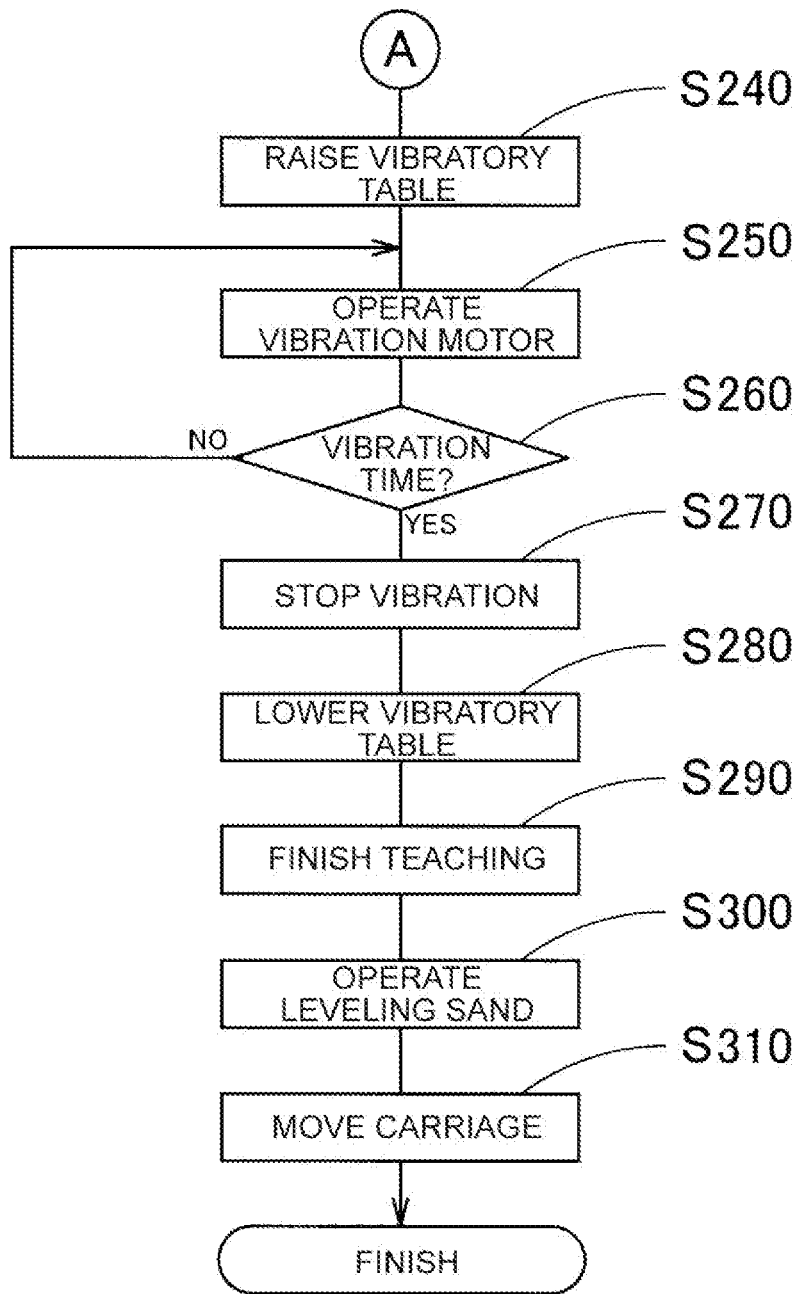 A
S240
RAISE VIBRATORY
TABLE
S250
OPERATE
VIBRATION MOTOR
S260
NO
VIBRATION
TIME?
YES
S270
STOP VIBRATION
S280
LOWER VIBRATORY
TABLE
S290
FINISH TEACHING
S300
OPERATE
LEVELING SAND
S310
MOVE CARRIAGE
FINISH